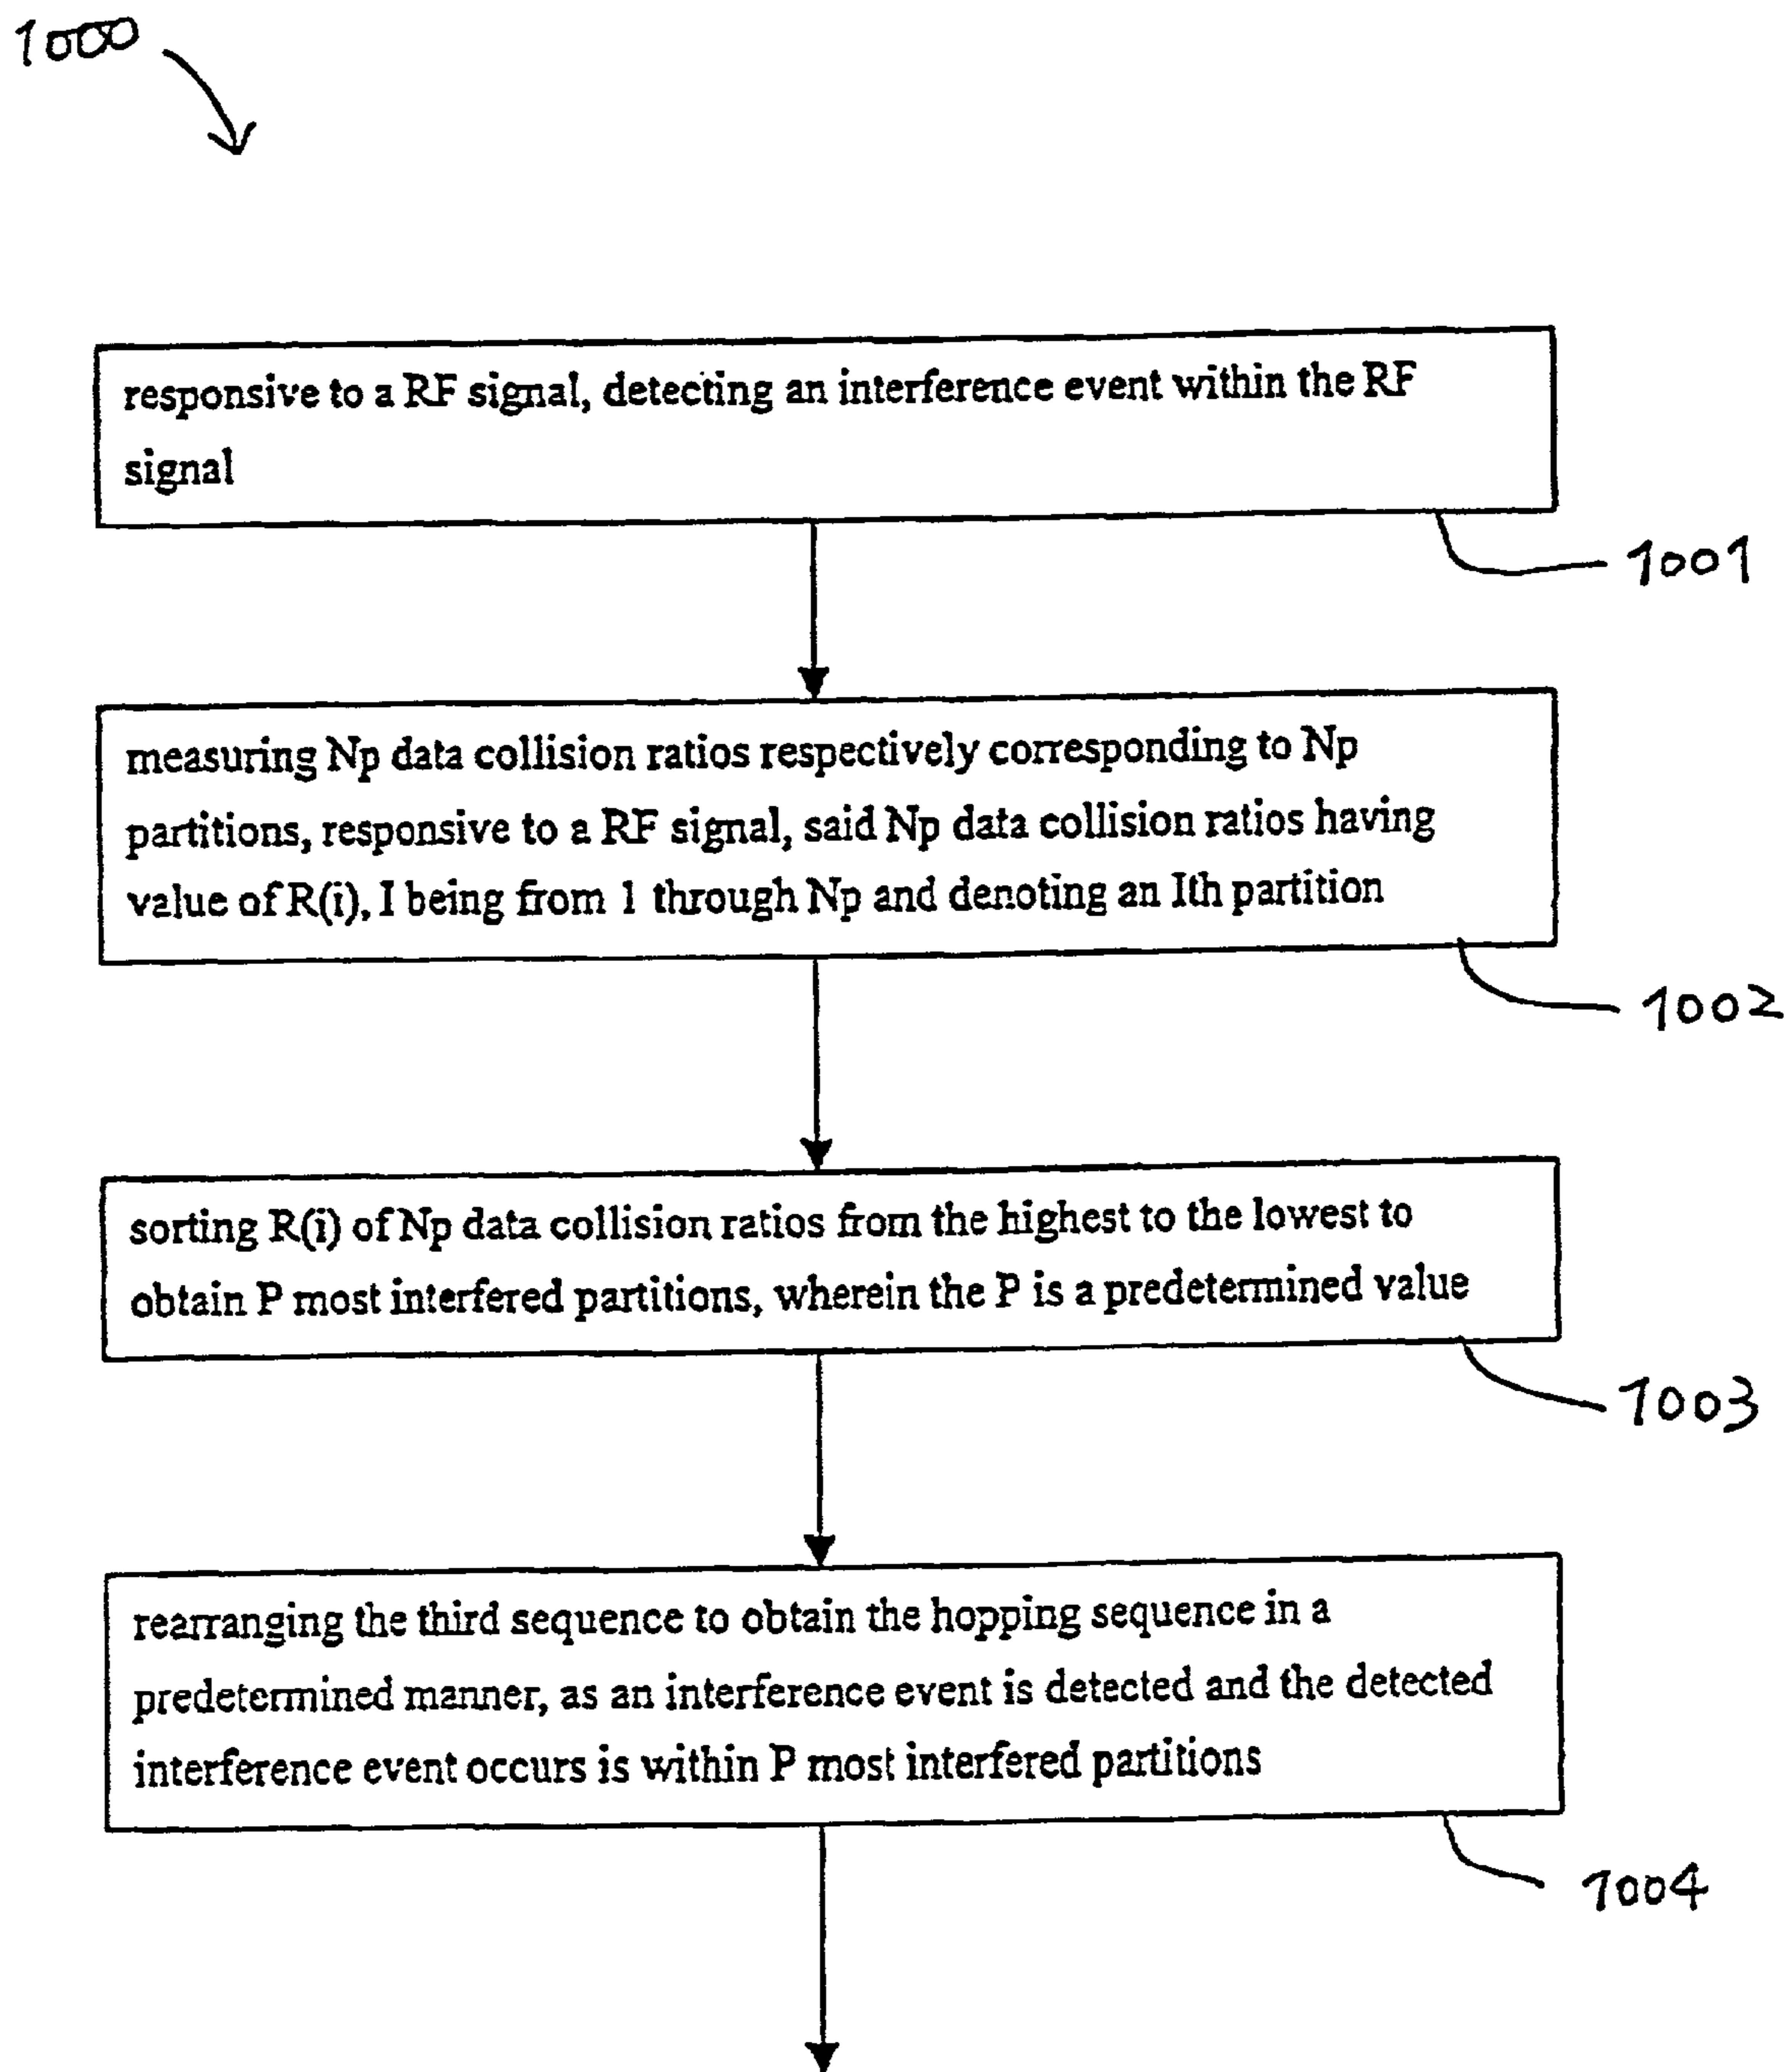 1000
responsive to a RF signal, detecting an interference event within the RF
signal
1001
measuring Np data collision ratios respectively corresponding to Np
partitions, responsive to a RF signal, said Np data collision ratios having
value of R(i), I being from 1 through Np and denoting an Ith partition
1002
sorting R(i) of Np data collision ratios from the highest to the lowest to
obtain P most interfered partitions, wherein the P is a predetermined value
1003
rearranging the third sequence to obtain the hopping sequence in a
predetermined manner, as an interference event is detected and the detected
interference event occurs is within P most interfered partitions
1004